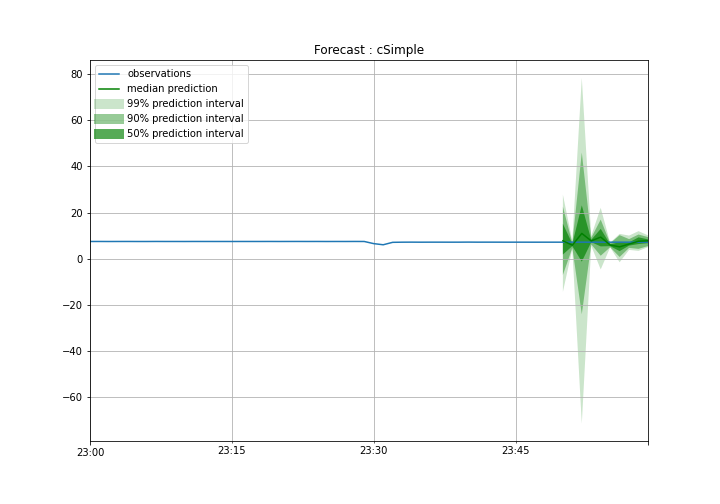 Forecast : cSimple
observations
median prediction
99% prediction interval
90% prediction interval
50% prediction interval
80
60
40
20
0
−20
−40
−60
23:00
23:15
23:30
23:45